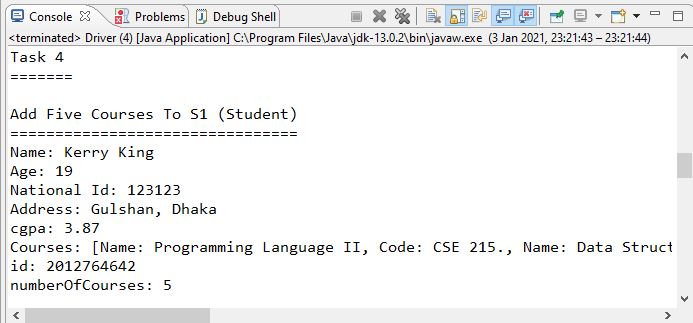 Console Problems Debug Shell
<terminated> Driver (4) [Java Application] C:\Program Files\Java\jdk-13.0.2\bin\javaw.exe (3 Jan 2021, 23:21:43 – 23:21:44)
Task 4
=======
Add Five Courses To S1 (Student)
================================
Name: Kerry King
Age: 19
National Id: 123123
Address: Gulshan, Dhaka
cgpa: 3.87
Courses: [Name: Programming Language II, Code: CSE 215., Name: Data Struct
id: 2012764642
numberOfCourses: 5